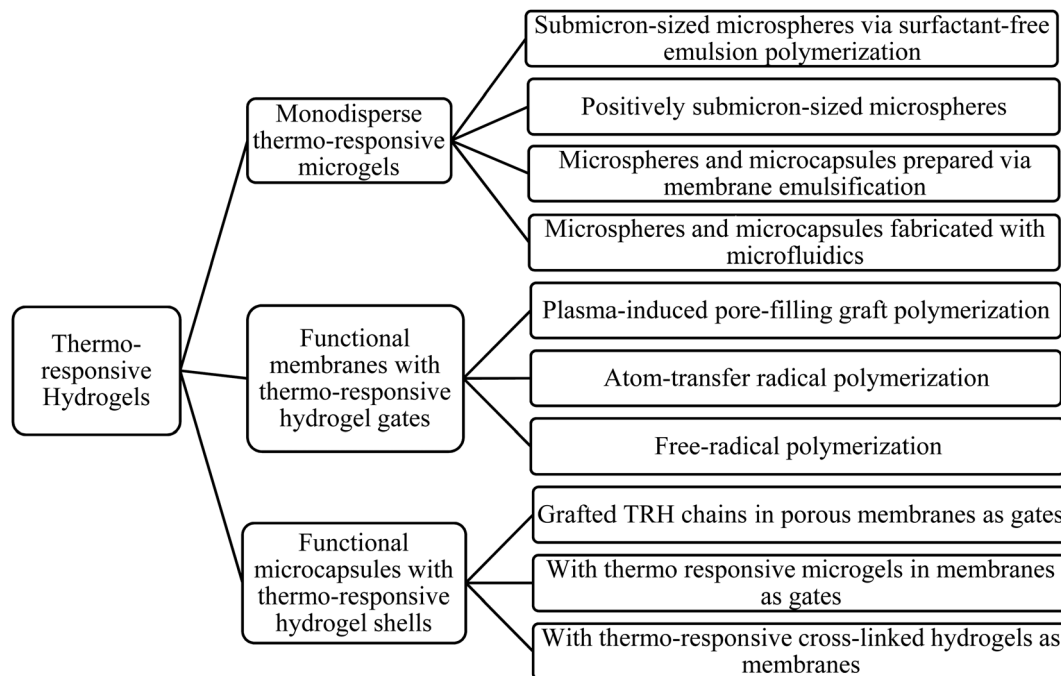 Thermo-
responsive
Hydrogels
Monodisperse
thermo-responsive
microgels
Submicron-sized microspheres via surfactant-free
emulsion polymerization
Positively submicron-sized microspheres
Microspheres and microcapsules prepared via
membrane emulsification
Microspheres and microcapsules fabricated with
microfluidics
Functional
membranes with
thermo-responsive
hydrogel gates
Plasma-induced pore-filling graft polymerization
Atom-transfer radical polymerization
Free-radical polymerization
Functional
microcapsules with
thermo-responsive
hydrogel shells
Grafted TRH chains in porous membranes as gates
With thermo responsive microgels in membranes
as gates
With thermo-responsive cross-linked hydrogels as
membranes